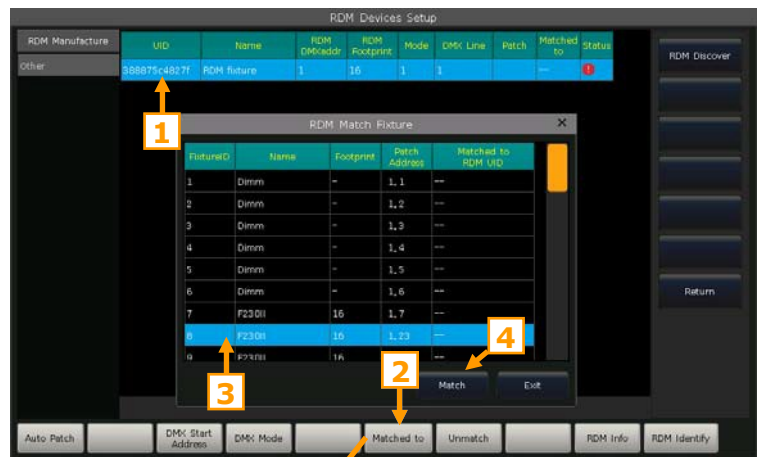 RDM Devices Setup
RDM Manufacture
UID Name RDM DMXaddr RDM Footprint Mode DMX Line Patch Matched to Status
RDM Discover
Other
388875c4827f RDM fixture 1 16 1 1 -- !
1
RDM Match Fixture ×
FixtureID Name Footprint Patch Address Matched to RDM UID
1 Dimm - 1,1 --
2 Dimm - 1,2 --
3 Dimm - 1,3 --
4 Dimm - 1,4 --
5 Dimm - 1,5 --
6 Dimm - 1,6 --
Return
7 F230II 16 1,7 --
8 F230II 16 1,23 --
4
9 F230II 16 --
2
3
Match Exit
Auto Patch DMX Start Address DMX Mode Matched to Unmatch RDM Info RDM Identify